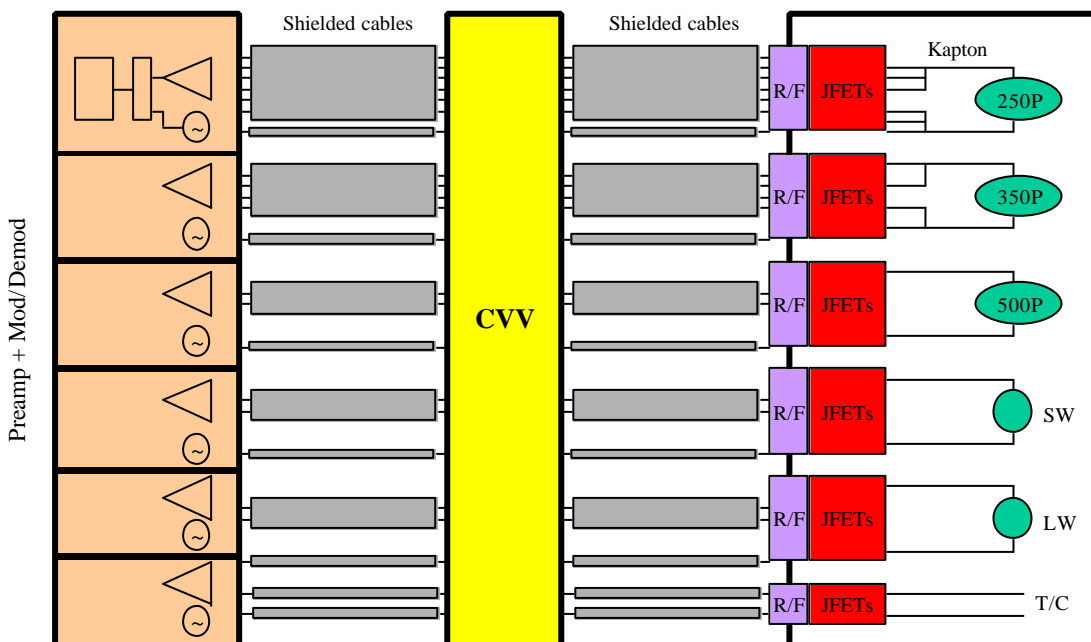 Shielded cables
Shielded cables
Kapton
R/F
JFETs
250P
~
R/F
JFETs
350P
~
Preamp + Mod/Demod
CVV
R/F
JFETs
500P
~
R/F
JFETs
SW
~
R/F
JFETs
LW
~
R/F
JFETs
T/C
~